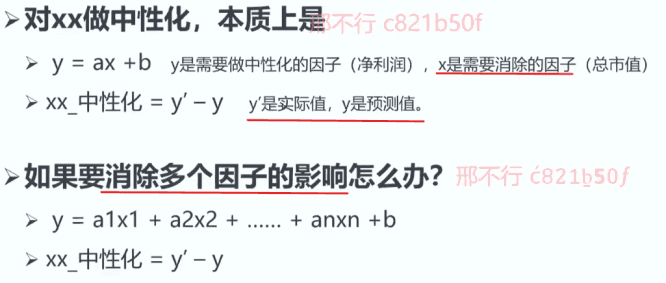 ➢对xx做中性化，本质上是
邢不行 c821b50f
➢ y = ax +b y是需要做中性化的因子（净利润），x是需要消除的因子（总市值）
➢ xx_中性化 = y’ – y y’是实际值，y是预测值。
➢如果要消除多个因子的影响怎么办？
邢不行 c821b50f
➢ y = a1x1 + a2x2 + …… + anxn +b
➢ xx_中性化 = y’ – y